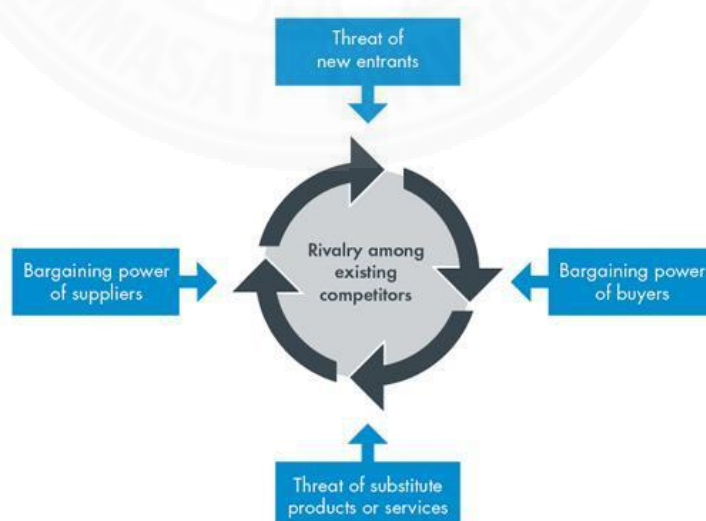 Threat of
new entrants
Bargaining power
of suppliers
Rivalry among
existing
competitors
Bargaining power
of buyers
Threat of substitute
products or services